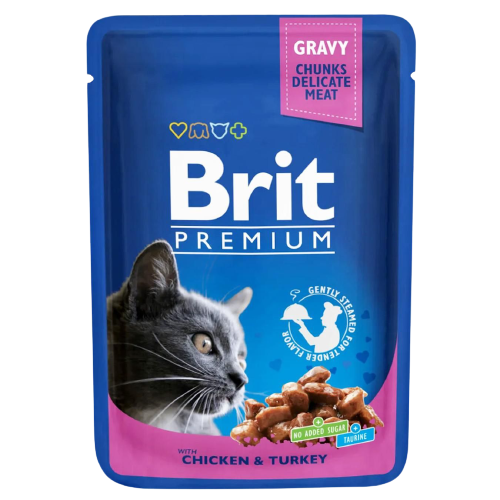 GRAVY
CHUNKS
DELICATE
MEAT
Brit
PREMIUM
GENTLY STEAMED
FOR TENDER FLAVOR
+
NO ADDED SUGAR
+
TAURINE
WITH
CHICKEN & TURKEY